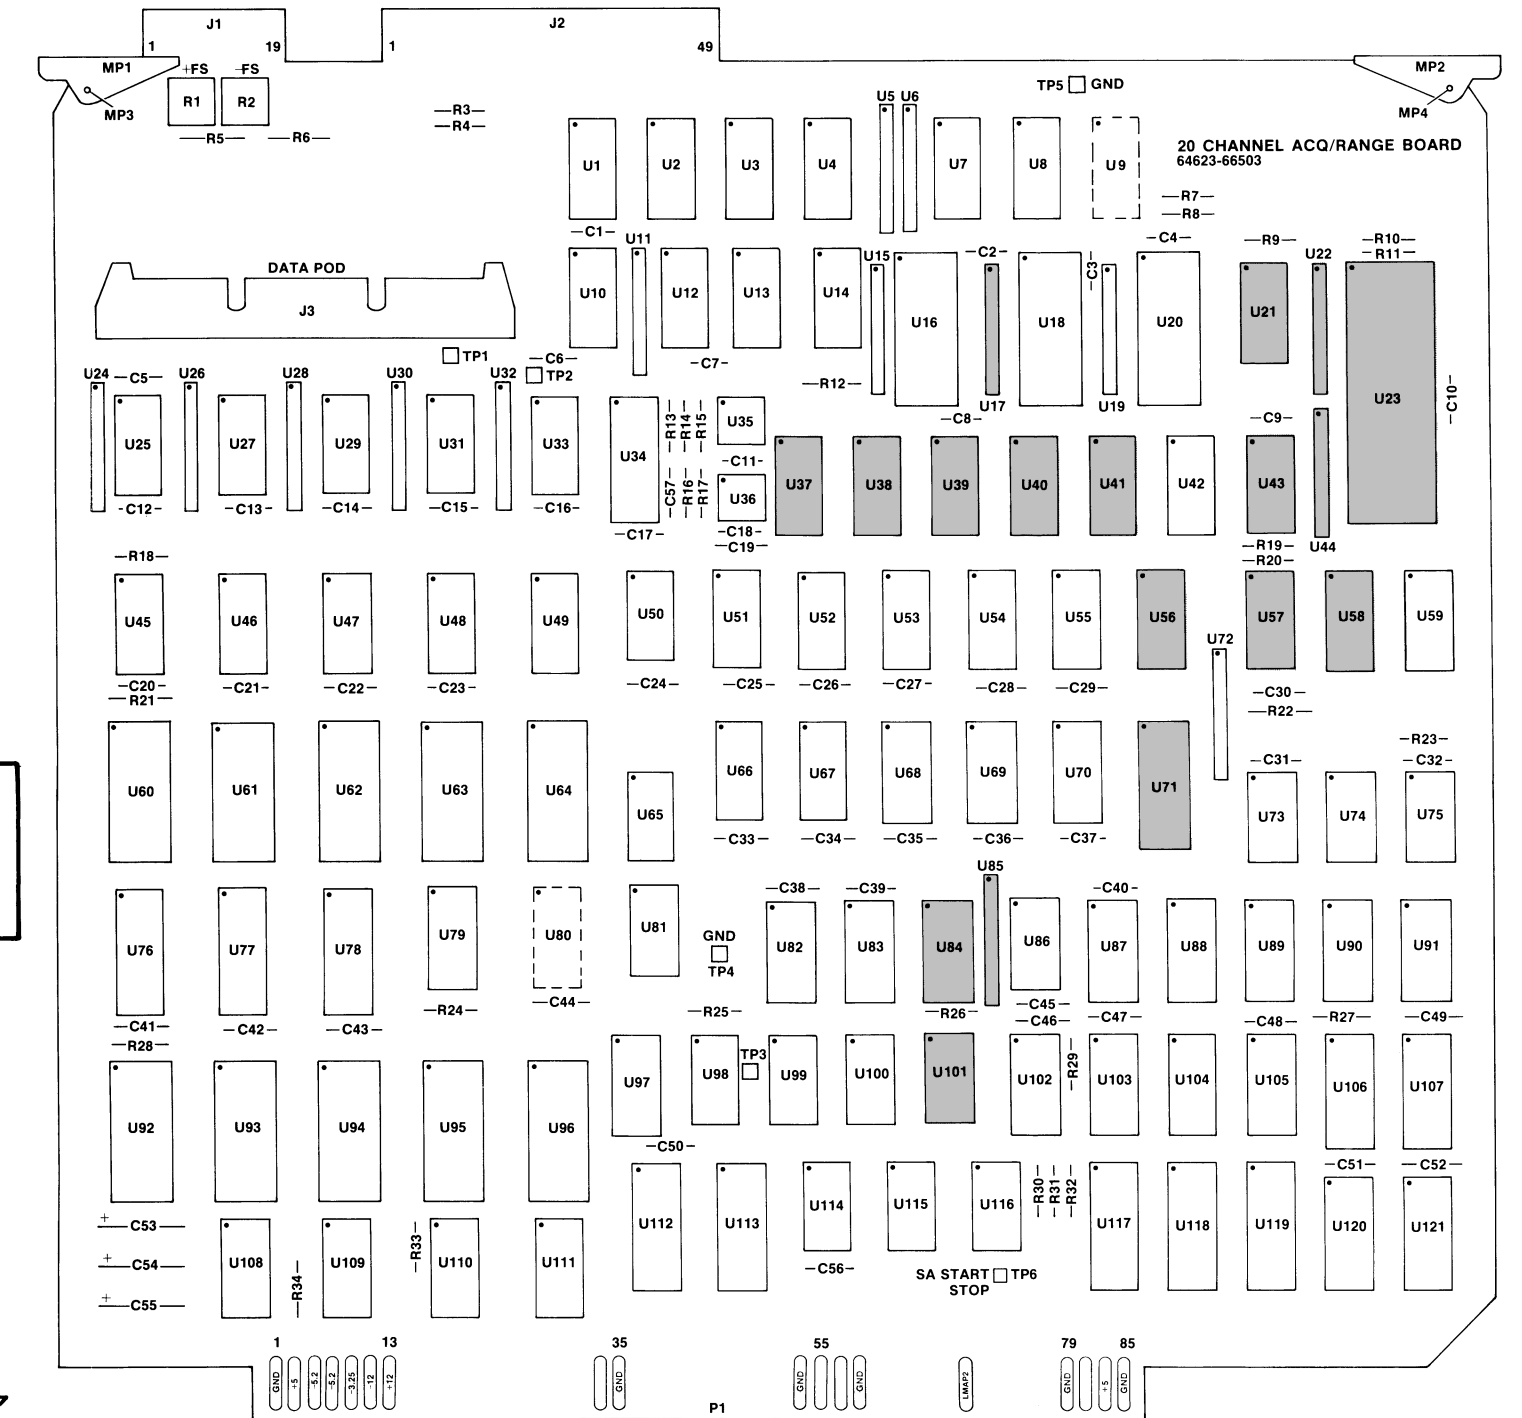 J1
J2
1
19
1
49
MP1
MP2
MP3
MP4
+FS
–FS
R1
R2
R5
R6
R3
R4
TP5
GND
U5
U6
U1
U2
U3
U4
U7
U8
U9
20 CHANNEL ACQ/RANGE BOARD
64623-66503
R7
R8
C1
U11
C2
C3
C4
R9
R10
R11
U15
U22
DATA POD
J3
U10
U12
U13
U14
U16
U18
U20
U21
U23
C10
TP1
C6
TP2
C7
R12
U17
U19
C8
C9
U24
C5
U26
U28
U30
U32
U25
U27
U29
U31
U33
U34
R13
R14
R15
U35
C11
C57
R16
R17
U36
U37
U38
U39
U40
U41
U42
U43
U44
C12
C13
C14
C15
C16
C17
C18
C19
R19
R20
R18
U45
U46
U47
U48
U49
U50
U51
U52
U53
U54
U55
U56
U57
U58
U59
U72
C20
R21
C21
C22
C23
C24
C25
C26
C27
C28
C29
C30
R22
R23
C31
C32
U60
U61
U62
U63
U64
U65
U66
U67
U68
U69
U70
U71
U73
U74
U75
C33
C34
C35
C36
C37
U85
C38
C39
C40
U76
U77
U78
U79
U80
U81
GND
TP4
U82
U83
U84
U86
U87
U88
U89
U90
U91
C41
R28
C42
C43
R24
C44
R25
R26
C45
C46
C47
C48
R27
C49
U92
U93
U94
U95
U96
U97
U98
TP3
U99
U100
U101
U102
R29
U103
U104
U105
U106
U107
C50
C51
C52
U112
U113
U114
U115
U116
R30
R31
R32
U117
U118
U119
U120
U121
+ C53
+ C54
+ C55
U108
R34
U109
R33
U110
U111
C56
SA START
STOP
TP6
1
13
35
55
79
85
GND
+5
-5.2
-5.2
-3.25
-12
+12
GND
GND
GND
LMAP2
GND
+5
GND
P1